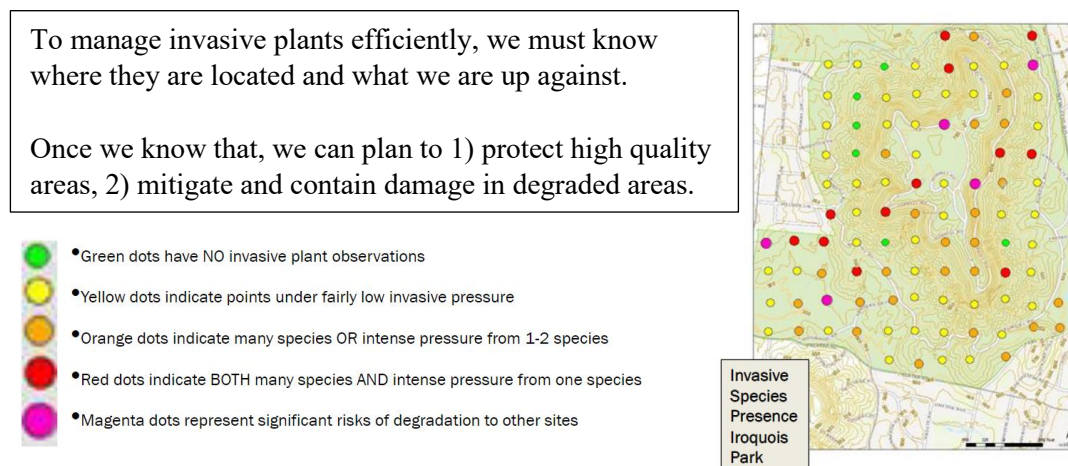 To manage invasive plants efficiently, we must know
where they are located and what we are up against.
Once we know that, we can plan to 1) protect high quality
areas, 2) mitigate and contain damage in degraded areas.
•Green dots have NO invasive plant observations
•Yellow dots indicate points under fairly low invasive pressure
•Orange dots indicate many species OR intense pressure from 1-2 species
•Red dots indicate BOTH many species AND intense pressure from one species
•Magenta dots represent significant risks of degradation to other sites
Invasive
Species
Presence
Iroquois
Park